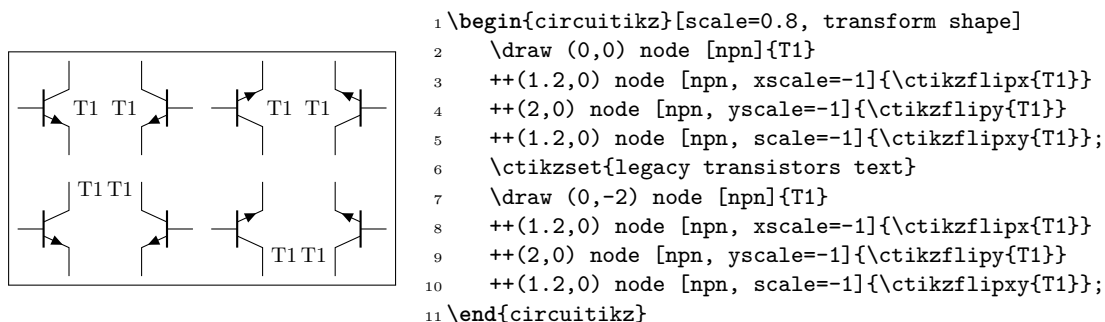 T1 T1 T1 T1
T1 T1
T1 T1
1 \begin{circuitikz}[scale=0.8, transform shape]
2 \draw (0,0) node [npn]{T1}
3 ++(1.2,0) node [npn, xscale=-1]{\ctikzflipx{T1}}
4 ++(2,0) node [npn, yscale=-1]{\ctikzflipy{T1}}
5 ++(1.2,0) node [npn, scale=-1]{\ctikzflipxy{T1}};
6 \ctikzset{legacy transistors text}
7 \draw (0,-2) node [npn]{T1}
8 ++(1.2,0) node [npn, xscale=-1]{\ctikzflipx{T1}}
9 ++(2,0) node [npn, yscale=-1]{\ctikzflipy{T1}}
10 ++(1.2,0) node [npn, scale=-1]{\ctikzflipxy{T1}};
11 \end{circuitikz}